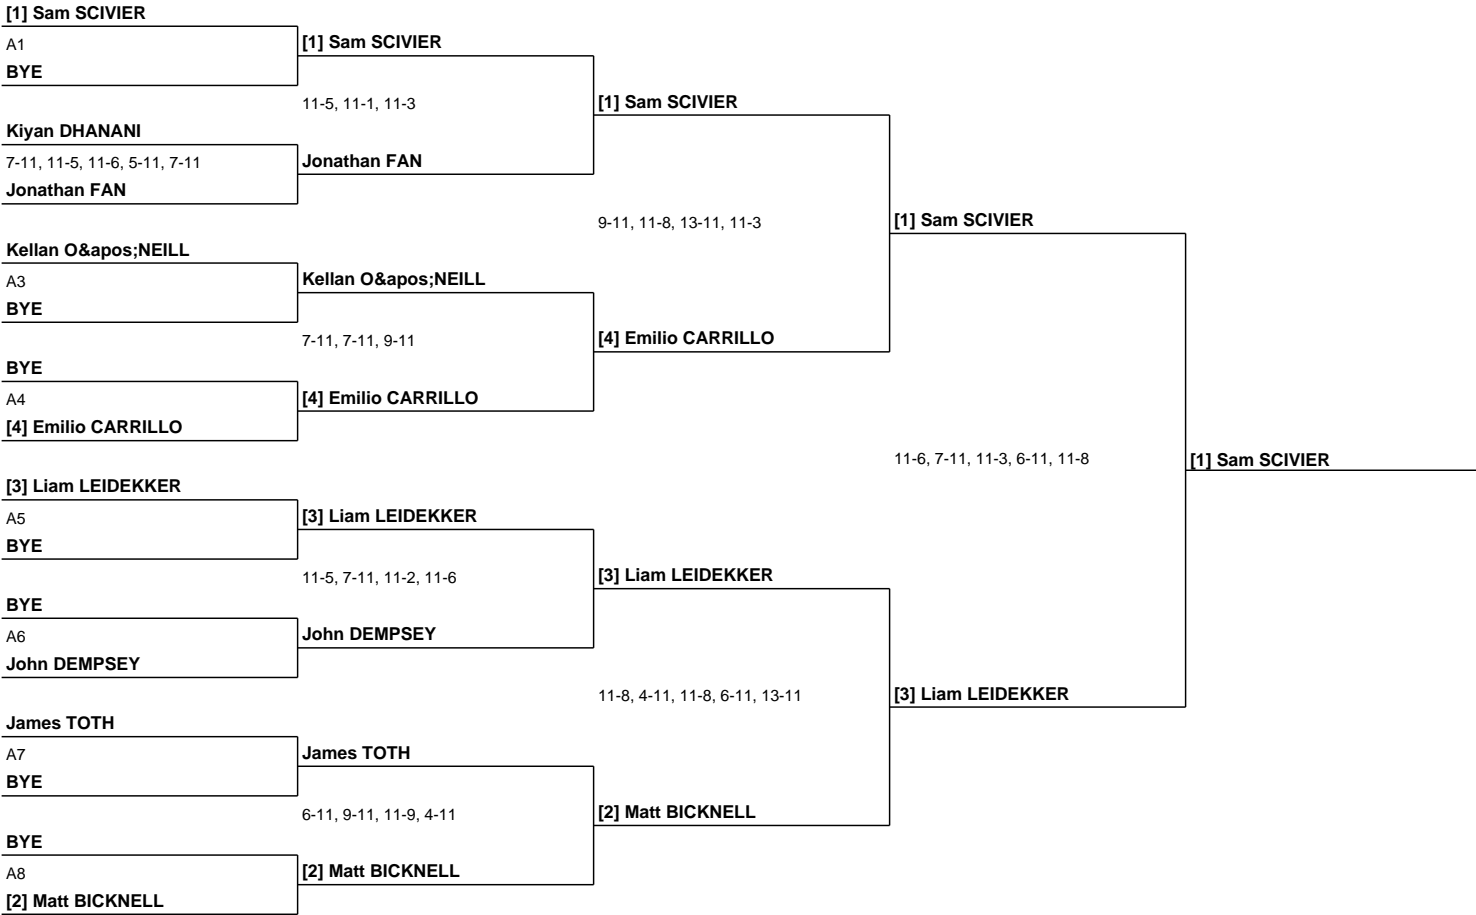 [1] Sam SCIVIER
A1
BYE
Kiyan DHANANI
7-11, 11-5, 11-6, 5-11, 7-11
Jonathan FAN
Kellan O&apos;NEILL
A3
BYE
BYE
A4
[4] Emilio CARRILLO
[3] Liam LEIDEKKER
A5
BYE
BYE
A6
John DEMPSEY
James TOTH
A7
BYE
BYE
A8
[2] Matt BICKNELL
[1] Sam SCIVIER
11-5, 11-1, 11-3
Jonathan FAN
Kellan O&apos;NEILL
7-11, 7-11, 9-11
[4] Emilio CARRILLO
[3] Liam LEIDEKKER
11-5, 7-11, 11-2, 11-6
John DEMPSEY
James TOTH
6-11, 9-11, 11-9, 4-11
[2] Matt BICKNELL
[1] Sam SCIVIER
9-11, 11-8, 13-11, 11-3
[4] Emilio CARRILLO
[3] Liam LEIDEKKER
11-8, 4-11, 11-8, 6-11, 13-11
[2] Matt BICKNELL
[1] Sam SCIVIER
11-6, 7-11, 11-3, 6-11, 11-8
[3] Liam LEIDEKKER
[1] Sam SCIVIER